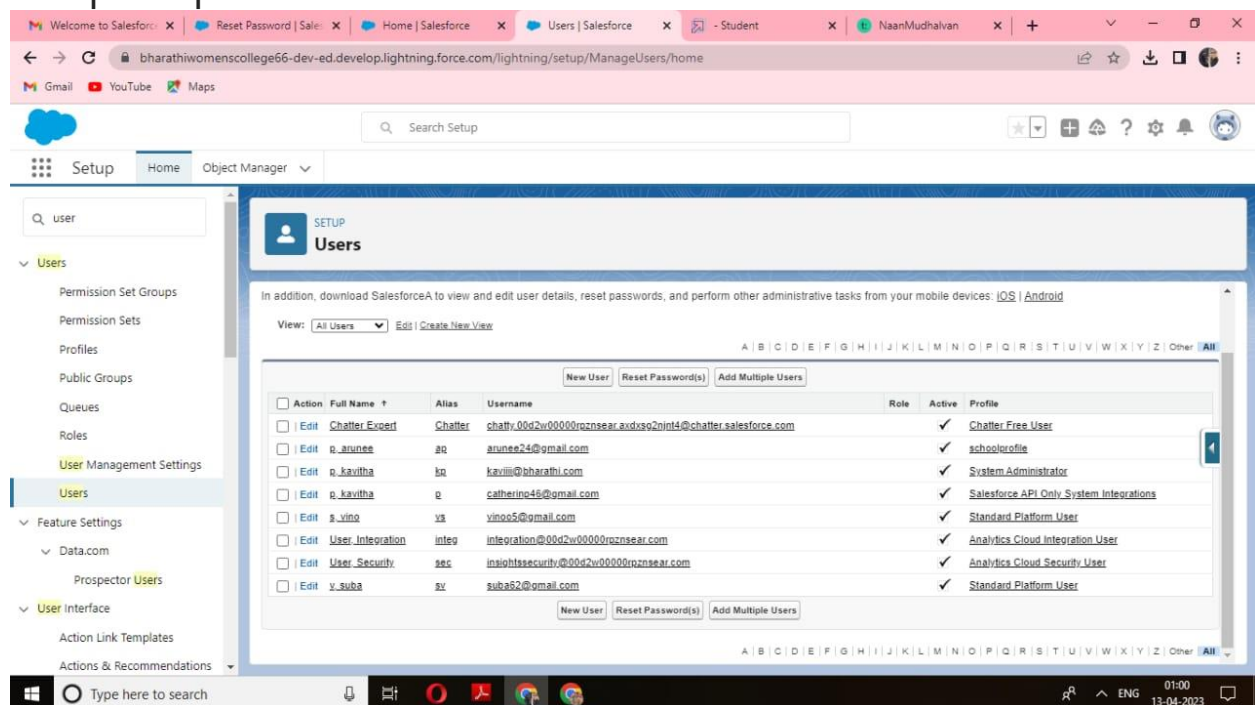 Welcome to Salesforc
Reset Password | Sales
Home | Salesforce
Users | Salesforce
- Student
NaanMudhalvan
bharathiwomenscollege66-dev-ed.develop.lightning.force.com/lightning/setup/ManageUsers/home
Gmail YouTube Maps
Search Setup
Setup Home Object Manager
user
Users
Permission Set Groups
Permission Sets
Profiles
Public Groups
Queues
Roles
User Management Settings
Users
Feature Settings
Data.com
Prospector Users
User Interface
Action Link Templates
Actions & Recommendations
SETUP
Users
In addition, download SalesforceA to view and edit user details, reset passwords, and perform other administrative tasks from your mobile devices: iOS | Android
View: All Users Edit | Create New View
A | B | C | D | E | F | G | H | I | J | K | L | M | N | O | P | Q | R | S | T | U | V | W | X | Y | Z | Other All
New User Reset Password(s) Add Multiple Users
Action Full Name ↑ Alias Username Role Active Profile
Edit Chatter Expert Chatter chatty.00d2w00000rpznsear.axdxsg2njnt4@chatter.salesforce.com Chatter Free User
Edit p, arunee ap arunee24@gmail.com schoolprofile
Edit p, kavitha kp kaviiii@bharathi.com System Administrator
Edit p, kavitha p catherinp46@gmail.com Salesforce API Only System Integrations
Edit s, vino vs vinoo5@gmail.com Standard Platform User
Edit User, Integration integ integration@00d2w00000rpznsear.com Analytics Cloud Integration User
Edit User, Security sec insightssecurity@00d2w00000rpznsear.com Analytics Cloud Security User
Edit v, suba sv suba62@gmail.com Standard Platform User
New User Reset Password(s) Add Multiple Users
A | B | C | D | E | F | G | H | I | J | K | L | M | N | O | P | Q | R | S | T | U | V | W | X | Y | Z | Other All
Type here to search
ENG
01:00
13-04-2023